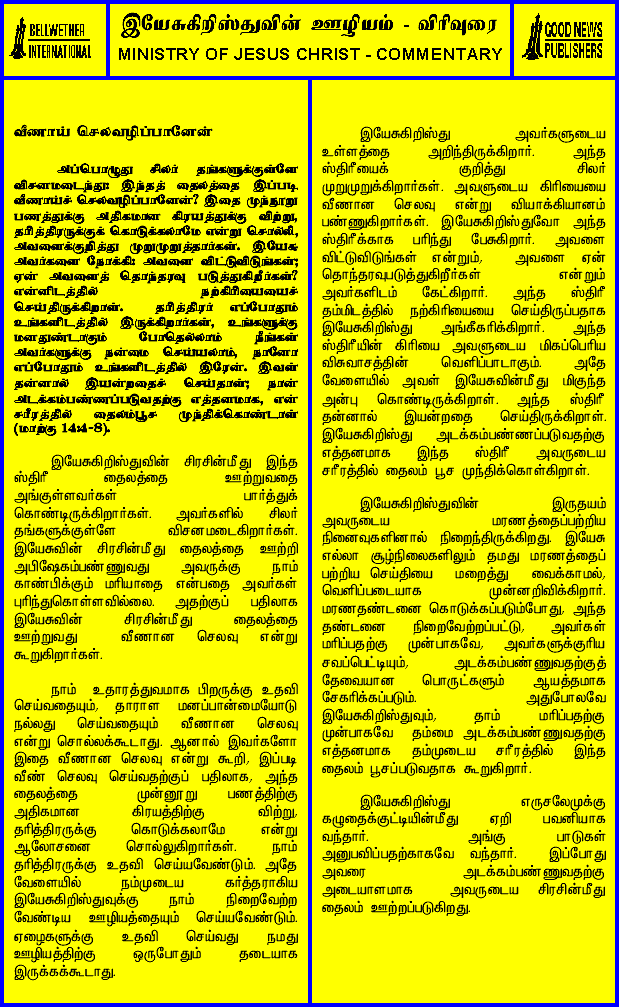 BELLWETHER
INTERNATIONAL
இயேசுகிறிஸ்துவின் ஊழியம் - விரிவுரை
MINISTRY OF JESUS CHRIST - COMMENTARY
GOOD NEWS
PUBLISHERS
வீணாய் செலவழிப்பானேன்
அப்பொழுது சிலர் தங்களுக்குள்ளே
விசனமடைந்து: இந்தத் தைலத்தை இப்படி
வீணாய்ச் செலவழிப்பானேன்? இதை முந்நூறு
பணத்துக்கு அதிகமான கிரயத்துக்கு விற்று,
தரித்திரருக்குக் கொடுக்கலாமே என்று சொல்லி,
அவளைக்குறித்து முறுமுறுத்தார்கள். இயேசு
அவர்களை நோக்கி: அவளை விட்டுவிடுங்கள்;
ஏன் அவளைத் தொந்தரவு படுத்துகிறீர்கள்?
என்னிடத்தில் நற்கிரியையைச்
செய்திருக்கிறாள். தரித்திரர் எப்போதும்
உங்களிடத்தில் இருக்கிறார்கள், உங்களுக்கு
மனதுண்டாகும் போதெல்லாம் நீங்கள்
அவர்களுக்கு நன்மை செய்யலாம், நானோ
எப்போதும் உங்களிடத்தில் இரேன். இவள்
தன்னால் இயன்றதைச் செய்தாள்; நான்
அடக்கம்பண்ணப்படுவதற்கு எத்தனமாக, என்
சரீரத்தில் தைலம்பூச முந்திக்கொண்டாள்
(மாற்கு 14:4-8).
இயேசுகிறிஸ்துவின் சிரசின்மீது இந்த
ஸ்திரீ தைலத்தை ஊற்றுவதை
அங்குள்ளவர்கள் பார்த்துக்
கொண்டிருக்கிறார்கள். அவர்களில் சிலர்
தங்களுக்குள்ளே விசனமடைகிறார்கள்.
இயேசுவின் சிரசின்மீது தைலத்தை ஊற்றி
அபிஷேகம்பண்ணுவது அவருக்கு நாம்
காண்பிக்கும் மரியாதை என்பதை அவர்கள்
புரிந்துகொள்ளவில்லை. அதற்குப் பதிலாக
இயேசுவின் சிரசின்மீது தைலத்தை
ஊற்றுவது வீணான செலவு என்று
கூறுகிறார்கள்.
நாம் உதாரத்துவமாக பிறருக்கு உதவி
செய்வதையும், தாராள மனப்பான்மையோடு
நல்லது செய்வதையும் வீணான செலவு
என்று சொல்லக்கூடாது. ஆனால் இவர்களோ
இதை வீணான செலவு என்று கூறி, இப்படி
வீண் செலவு செய்வதற்குப் பதிலாக, அந்த
தைலத்தை முன்னூறு பணத்திற்கு
அதிகமான கிரயத்திற்கு விற்று,
தரித்திரருக்கு கொடுக்கலாமே என்று
ஆலோசனை சொல்லுகிறார்கள். நாம்
தரித்திரருக்கு உதவி செய்யவேண்டும். அதே
வேளையில் நம்முடைய கர்த்தராகிய
இயேசுகிறிஸ்துவுக்கு நாம் நிறைவேற்ற
வேண்டிய ஊழியத்தையும் செய்யவேண்டும்.
ஏழைகளுக்கு உதவி செய்வது நமது
ஊழியத்திற்கு ஒருபோதும் தடையாக
இருக்கக்கூடாது.
இயேசுகிறிஸ்து அவர்களுடைய
உள்ளத்தை அறிந்திருக்கிறார். அந்த
ஸ்திரீயைக் குறித்து சிலர்
முறுமுறுக்கிறார்கள். அவளுடைய கிரியையை
வீணான செலவு என்று வியாக்கியானம்
பண்ணுகிறார்கள். இயேசுகிறிஸ்துவோ அந்த
ஸ்திரீக்காக பரிந்து பேசுகிறார். அவளை
விட்டுவிடுங்கள் என்றும், அவளை ஏன்
தொந்தரவுபடுத்துகிறீர்கள் என்றும்
அவர்களிடம் கேட்கிறார். அந்த ஸ்திரீ
தம்மிடத்தில் நற்கிரியையை செய்திருப்பதாக
இயேசுகிறிஸ்து அங்கீகரிக்கிறார். அந்த
ஸ்திரீயின் கிரியை அவளுடைய மிகப்பெரிய
விசுவாசத்தின் வெளிப்பாடாகும். அதே
வேளையில் அவள் இயேசுவின்மீது மிகுந்த
அன்பு கொண்டிருக்கிறாள். அந்த ஸ்திரீ
தன்னால் இயன்றதை செய்திருக்கிறாள்.
இயேசுகிறிஸ்து அடக்கம்பண்ணப்படுவதற்கு
எத்தனமாக இந்த ஸ்திரீ அவருடைய
சரீரத்தில் தைலம் பூச முந்திக்கொள்கிறாள்.
இயேசுகிறிஸ்துவின் இருதயம்
அவருடைய மரணத்தைப்பற்றிய
நினைவுகளினால் நிறைந்திருக்கிறது. இயேசு
எல்லா சூழ்நிலைகளிலும் தமது மரணத்தைப்
பற்றிய செய்தியை மறைத்து வைக்காமல்,
வெளிப்படையாக முன்னறிவிக்கிறார்.
மரணதண்டனை கொடுக்கப்படும்போது, அந்த
தண்டனை நிறைவேற்றப்பட்டு, அவர்கள்
மரிப்பதற்கு முன்பாகவே, அவர்களுக்குரிய
சவப்பெட்டியும், அடக்கம்பண்ணுவதற்குத்
தேவையான பொருட்களும் ஆயத்தமாக
சேகரிக்கப்படும். அதுபோலவே
இயேசுகிறிஸ்துவும், தாம் மரிப்பதற்கு
முன்பாகவே தம்மை அடக்கம்பண்ணுவதற்கு
எத்தனமாக தம்முடைய சரீரத்தில் இந்த
தைலம் பூசப்படுவதாக கூறுகிறார்.
இயேசுகிறிஸ்து எருசலேமுக்கு
கழுதைக்குட்டியின்மீது ஏறி பவனியாக
வந்தார். அங்கு பாடுகள்
அனுபவிப்பதற்காகவே வந்தார். இப்போது
அவரை அடக்கம்பண்ணுவதற்கு
அடையாளமாக அவருடைய சிரசின்மீது
தைலம் ஊற்றப்படுகிறது.